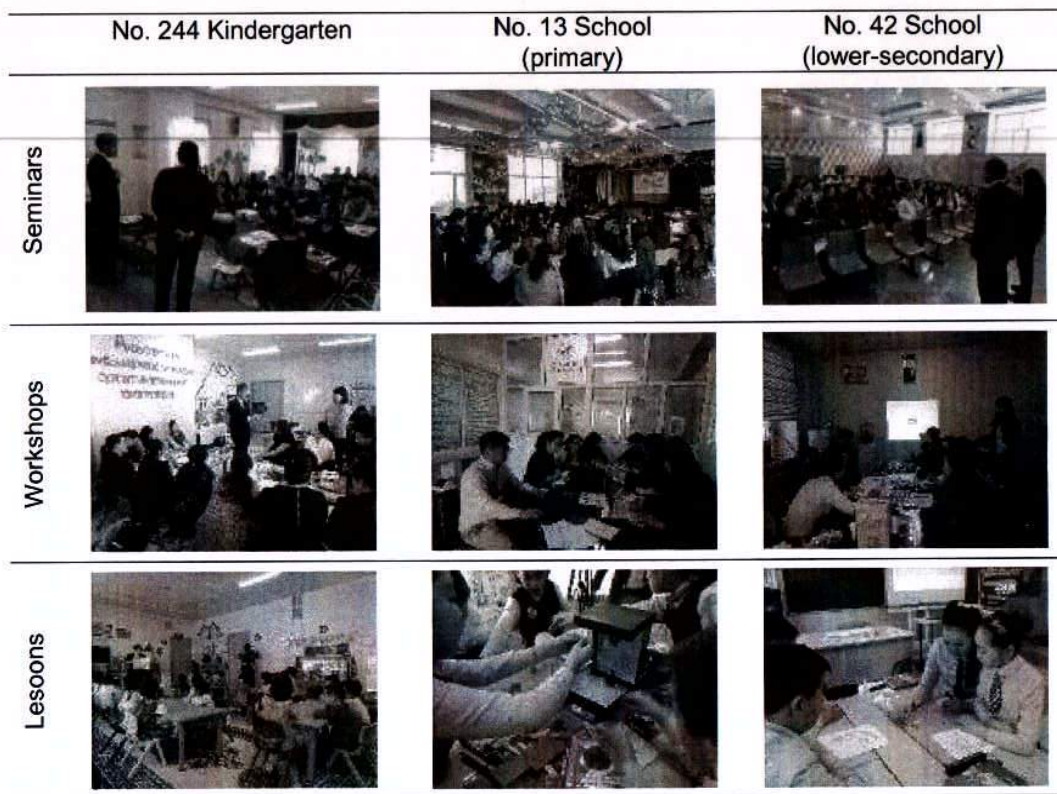 No. 244 Kindergarten
No. 13 School
(primary)
No. 42 School
(lower-secondary)
Seminars
Workshops
Lesoons